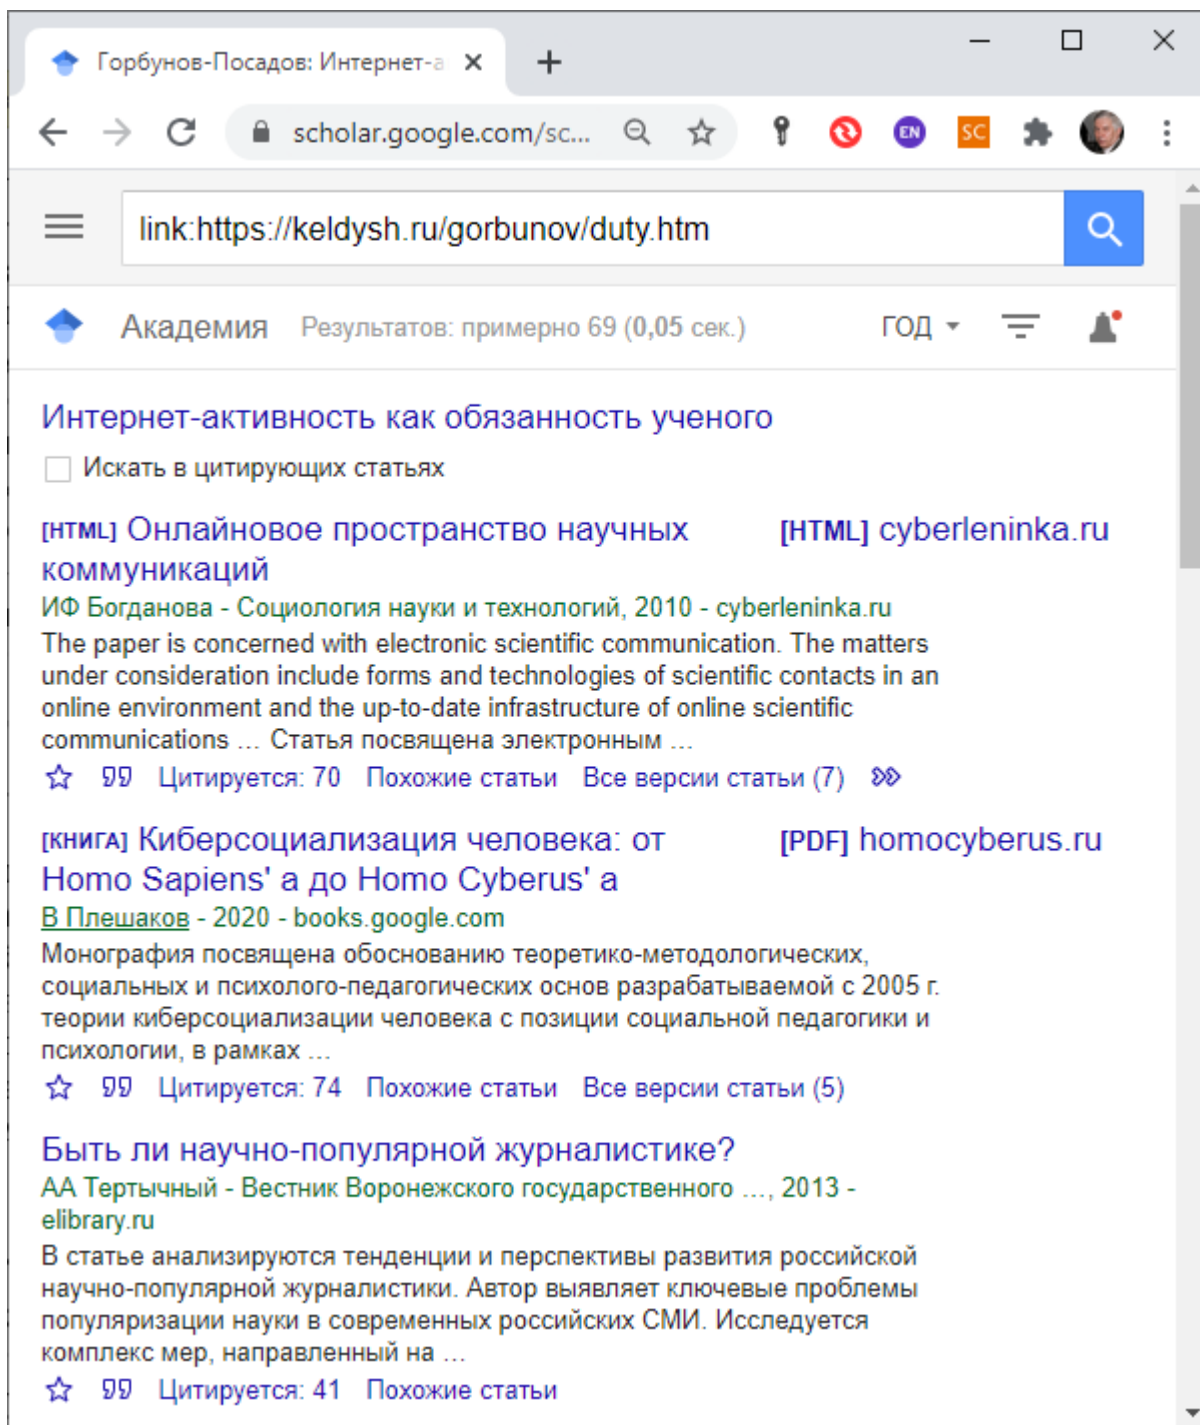 Горбунов-Посадов: Интернет-а
scholar.google.com/sc...
EN
SC
link:https://keldysh.ru/gorbunov/duty.htm
Академия Результатов: примерно 69 (0,05 сек.) ГОД
Интернет-активность как обязанность ученого
Искать в цитирующих статьях
[HTML] Онлайновое пространство научных [HTML] cyberleninka.ru
коммуникаций
ИФ Богданова - Социология науки и технологий, 2010 - cyberleninka.ru
The paper is concerned with electronic scientific communication. The matters
under consideration include forms and technologies of scientific contacts in an
online environment and the up-to-date infrastructure of online scientific
communications … Статья посвящена электронным …
Цитируется: 70 Похожие статьи Все версии статьи (7)
[КНИГА] Киберсоциализация человека: от [PDF] homocyberus.ru
Homo Sapiens' а до Homo Cyberus' а
В Плешаков - 2020 - books.google.com
Монография посвящена обоснованию теоретико-методологических,
социальных и психолого-педагогических основ разрабатываемой с 2005 г.
теории киберсоциализации человека с позиции социальной педагогики и
психологии, в рамках …
Цитируется: 74 Похожие статьи Все версии статьи (5)
Быть ли научно-популярной журналистике?
АА Тертычный - Вестник Воронежского государственного …, 2013 -
elibrary.ru
В статье анализируются тенденции и перспективы развития российской
научно-популярной журналистики. Автор выявляет ключевые проблемы
популяризации науки в современных российских СМИ. Исследуется
комплекс мер, направленный на …
Цитируется: 41 Похожие статьи